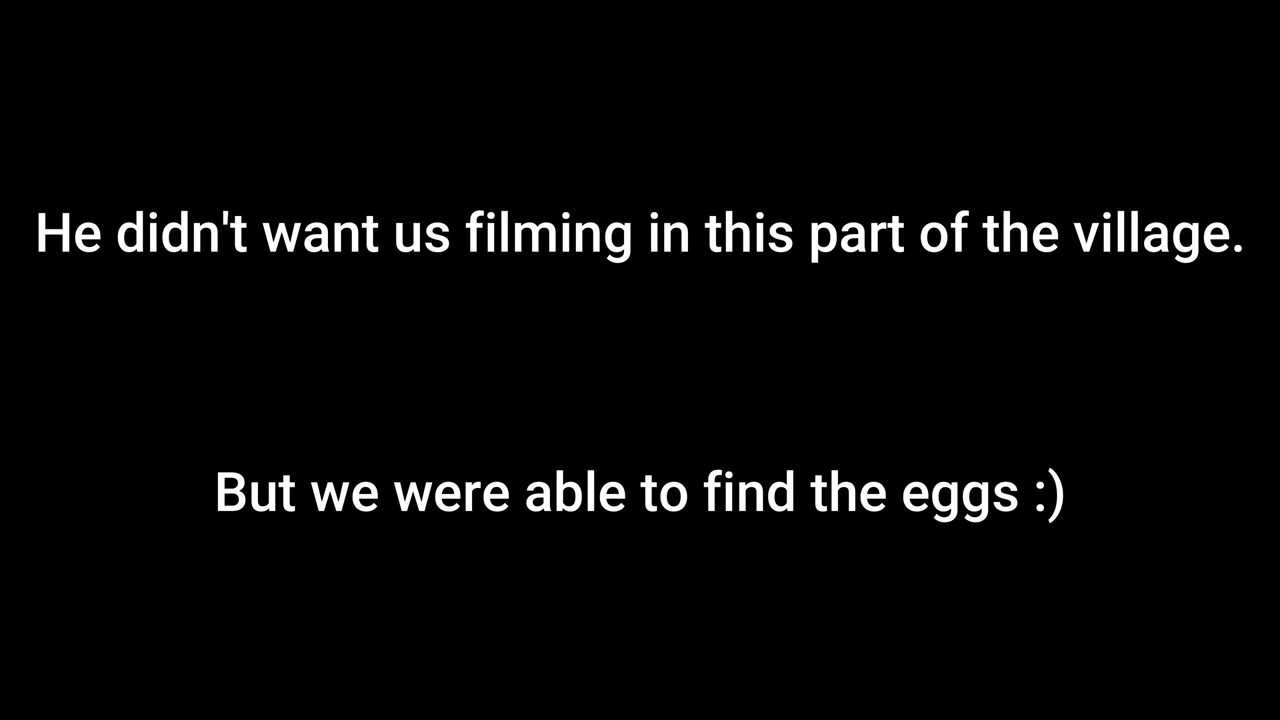 He didn't want us filming in this part of the village.
But we were able to find the eggs :)